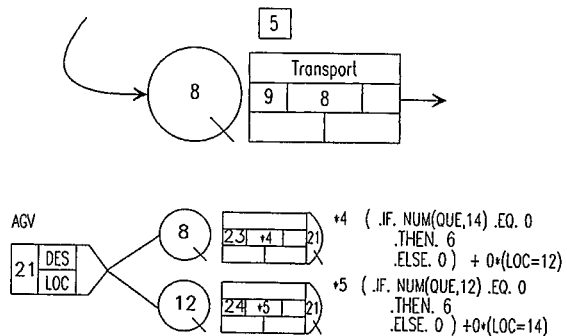 5
Transport
8
9 8
AGV
21 DES
LOC
8
23 *4 21
*4 ( .IF. NUM(QUE,14) .EQ. 0
.THEN. 6
.ELSE. 0 ) + 0*(LOC=12)
12
24 *5 21
*5 ( .IF. NUM(QUE,12) .EQ. 0
.THEN. 6
.ELSE. 0 ) +0*(LOC=14)